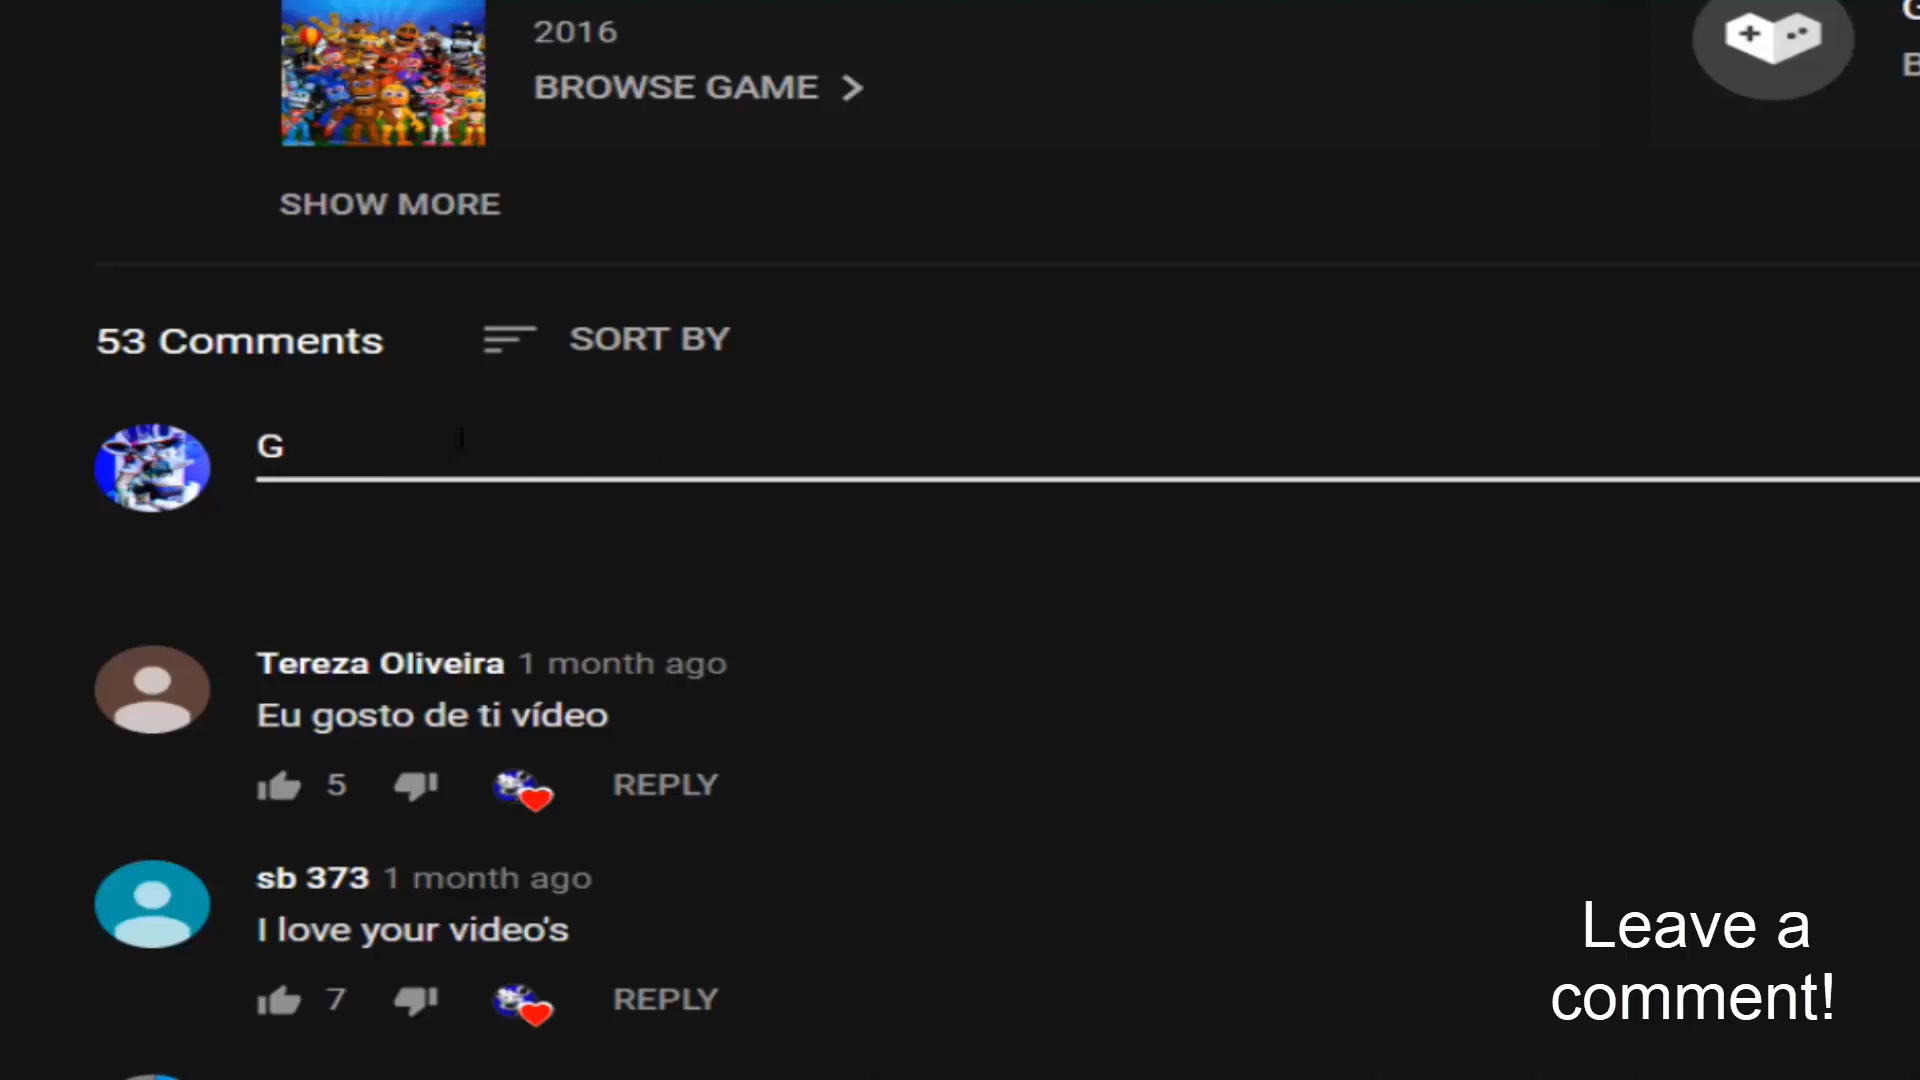 2016
BROWSE GAME
SHOW MORE
53 Comments
SORT BY
G
Tereza Oliveira 1 month ago
Eu gosto de ti vídeo
5
REPLY
sb 373 1 month ago
I love your video's
7
REPLY
Leave a
comment!